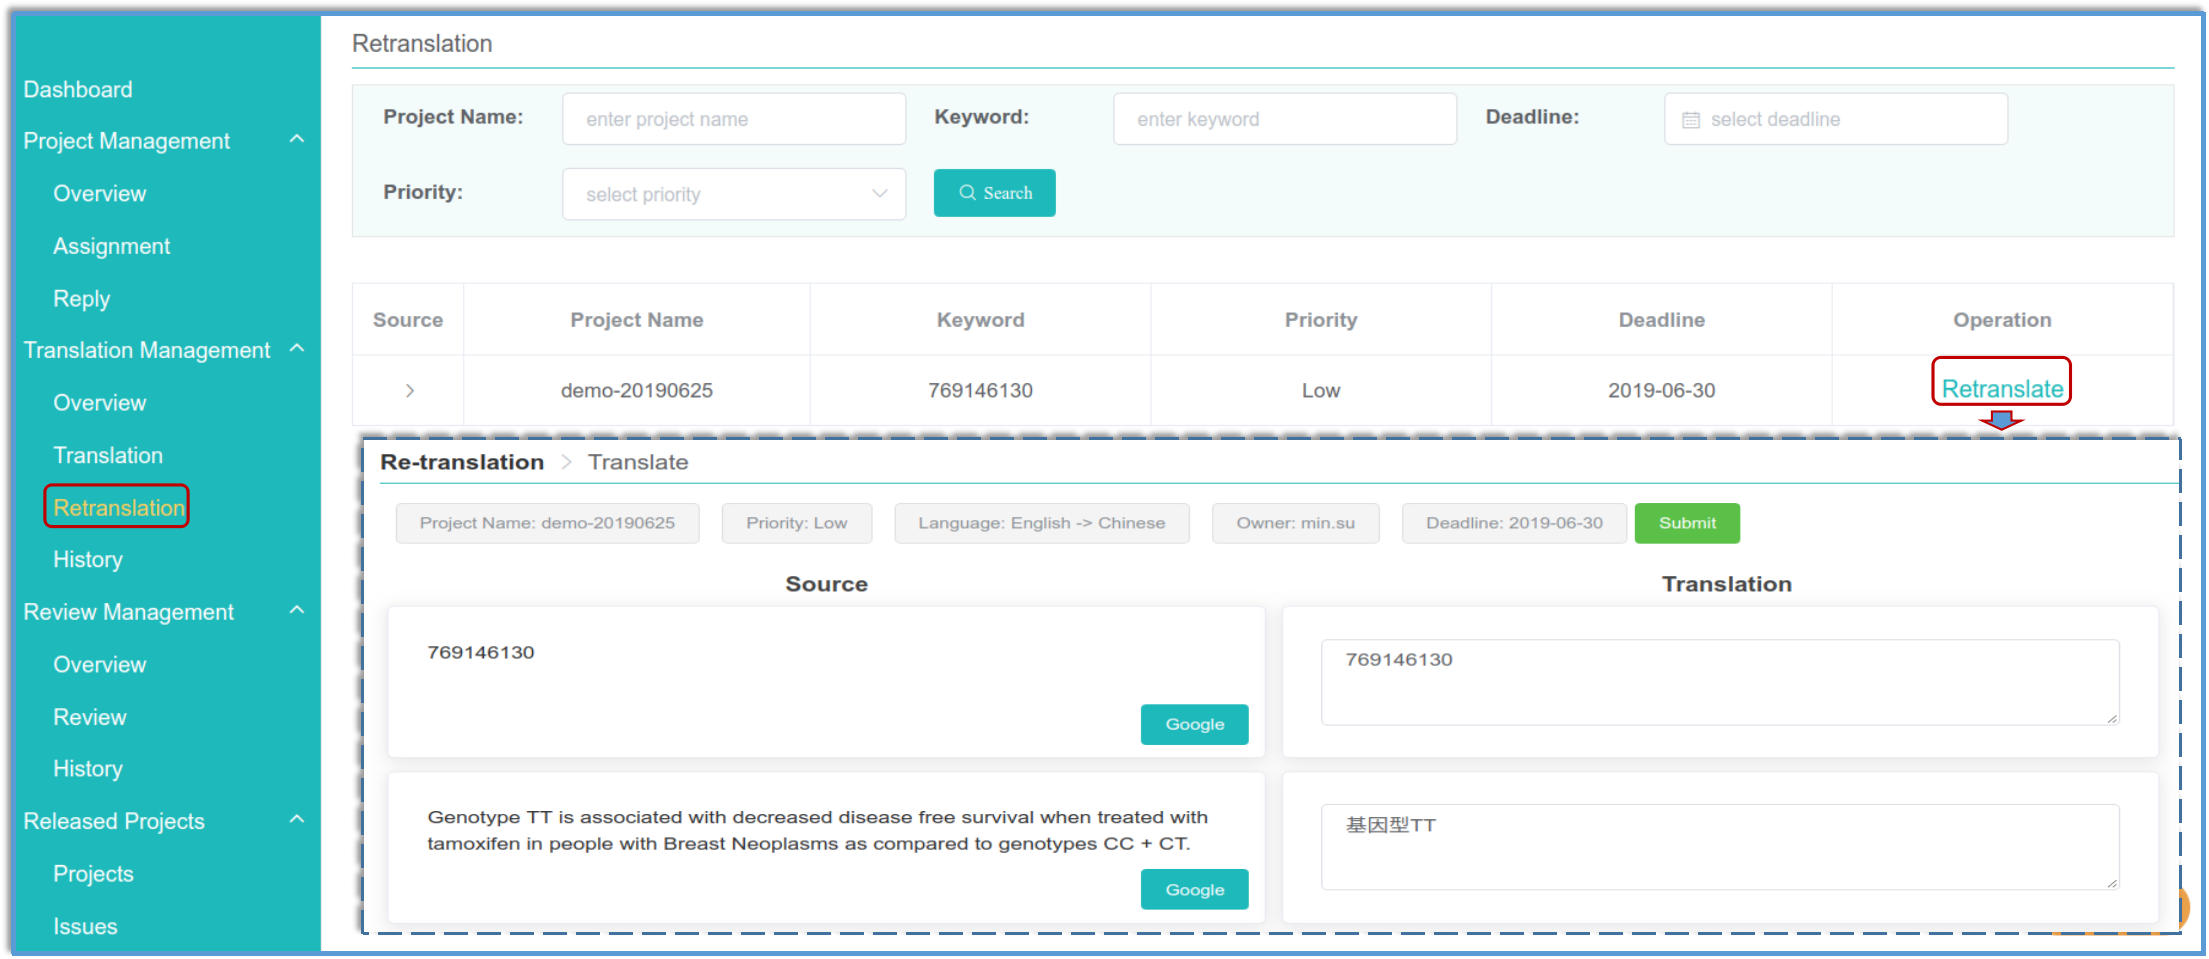 Dashboard
Project Management
Overview
Assignment
Reply
Translation Management
Overview
Translation
Retranslation
History
Review Management
Overview
Review
History
Released Projects
Projects
Issues
Retranslation
Project Name: enter project name Keyword: enter keyword Deadline: select deadline
Priority: select priority Search
Source Project Name Keyword Priority Deadline Operation
demo-20190625 769146130 Low 2019-06-30 Retranslate
Re-translation > Translate
Project Name: demo-20190625 Priority: Low Language: English -> Chinese Owner: min.su Deadline: 2019-06-30 Submit
Source Translation
769146130
Google
769146130
Genotype TT is associated with decreased disease free survival when treated with
tamoxifen in people with Breast Neoplasms as compared to genotypes CC + CT.
Google
基因型TT